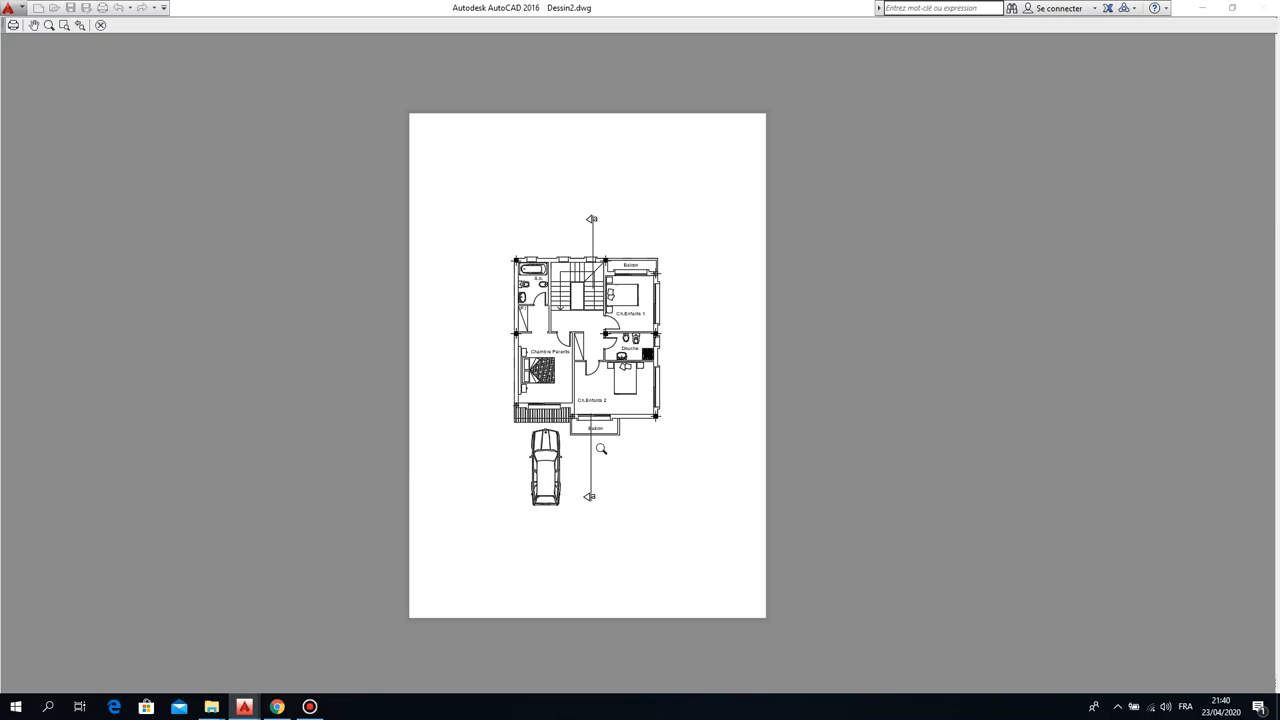 Autodesk AutoCAD 2016 Dessin2.dwg
Entrez mot-clé ou expression
Se connecter
a
Balcon
S.b.
Ch.Enfants 1
Douche
Chambre Parents
Ch.Enfants 2
Balcon
a
FRA
21:40
23/04/2020